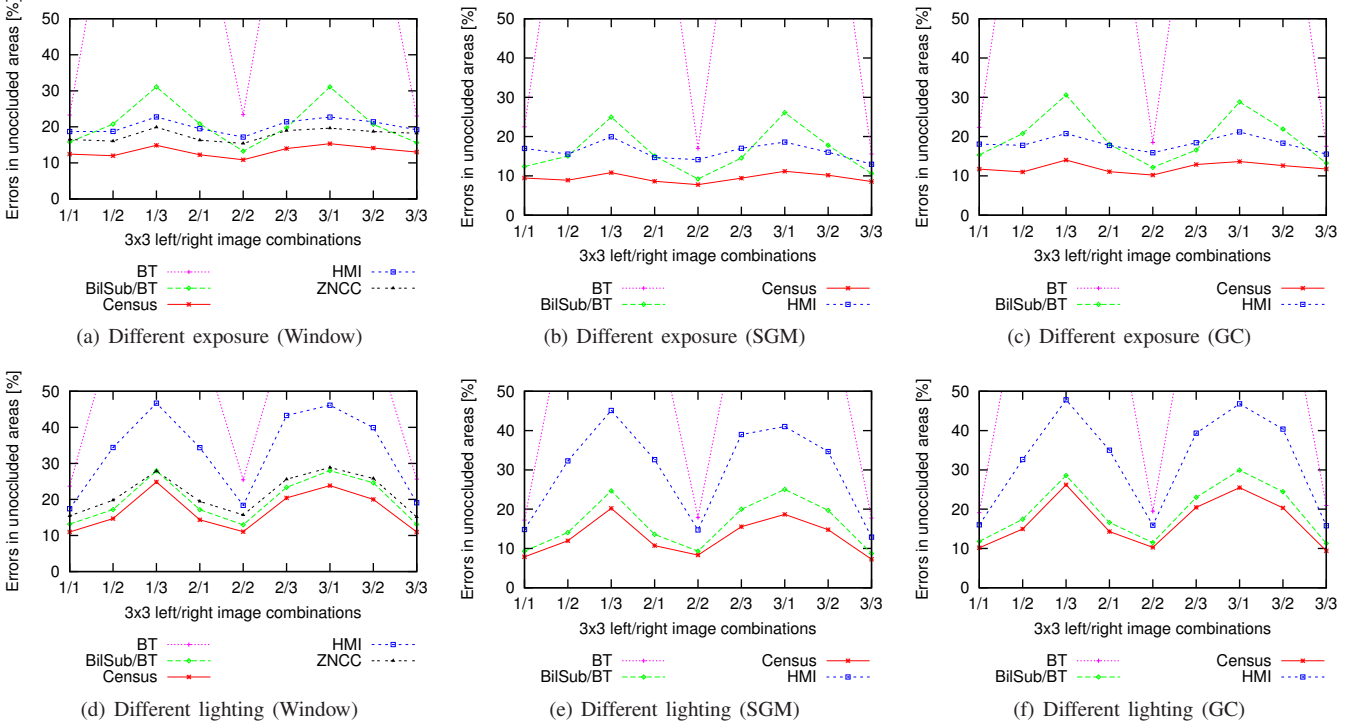 Errors in unoccluded areas [%]
50
40
30
20
10
0
1/1 1/2 1/3 2/1 2/2 2/3 3/1 3/2 3/3
3x3 left/right image combinations
BT
BilSub/BT
Census
HMI
ZNCC
(a) Different exposure (Window)
Errors in unoccluded areas [%]
50
40
30
20
10
0
1/1 1/2 1/3 2/1 2/2 2/3 3/1 3/2 3/3
3x3 left/right image combinations
BT
BilSub/BT
Census
HMI
(b) Different exposure (SGM)
Errors in unoccluded areas [%]
50
40
30
20
10
0
1/1 1/2 1/3 2/1 2/2 2/3 3/1 3/2 3/3
3x3 left/right image combinations
BT
BilSub/BT
Census
HMI
(c) Different exposure (GC)
Errors in unoccluded areas [%]
50
40
30
20
10
0
1/1 1/2 1/3 2/1 2/2 2/3 3/1 3/2 3/3
3x3 left/right image combinations
BT
BilSub/BT
Census
HMI
ZNCC
(d) Different lighting (Window)
Errors in unoccluded areas [%]
50
40
30
20
10
0
1/1 1/2 1/3 2/1 2/2 2/3 3/1 3/2 3/3
3x3 left/right image combinations
BT
BilSub/BT
Census
HMI
(e) Different lighting (SGM)
Errors in unoccluded areas [%]
50
40
30
20
10
0
1/1 1/2 1/3 2/1 2/2 2/3 3/1 3/2 3/3
3x3 left/right image combinations
BT
BilSub/BT
Census
HMI
(f) Different lighting (GC)